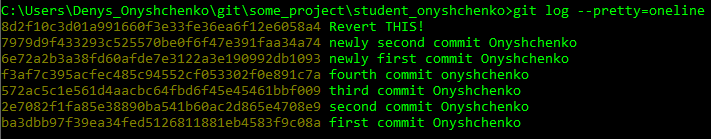 C:\Users\Denys_Onyshchenko\git\some_project\student_onyshchenko>git log --pretty=oneline
8d2f10c3d01a991660f3e33fe36ea6f12e6058a4 Revert THIS!
7979d9f433293c525570be0f6f47e391faa34a74 newly second commit Onyshchenko
6e72a2b3a38fd60afde7e3122a3e190992db1093 newly first commit Onyshchenko
f3af7c395acfec485c94552cf053302f0e891c7a fourth commit Onyshchenko
572ac5c1e561d4aacbc64fbd6f45e45461bbf009 third commit Onyshchenko
2e7082f1fa85e38890ba541b60ac2d865e4708e9 second commit Onyshchenko
ba3dbb97f39ea34fed5126811881eb4583f9c08a first commit Onyshchenko